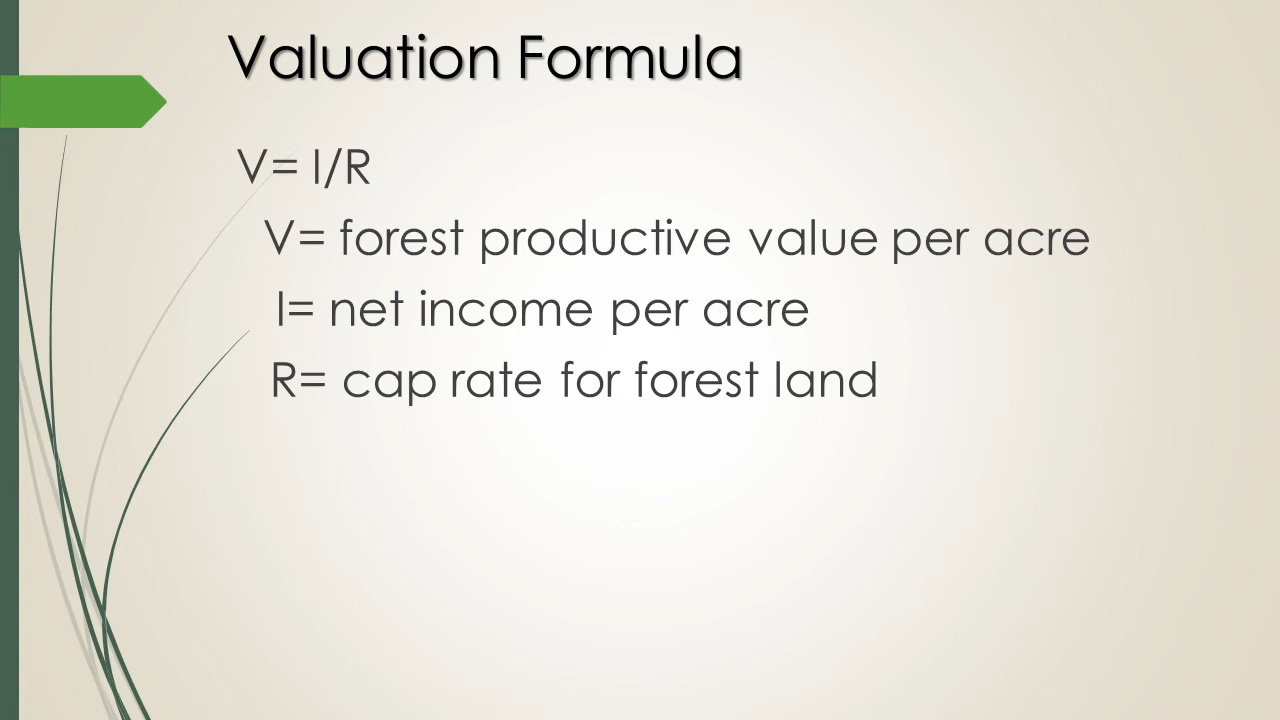 Valuation Formula
V= I/R
V= forest productive value per acre
I= net income per acre
R= cap rate for forest land